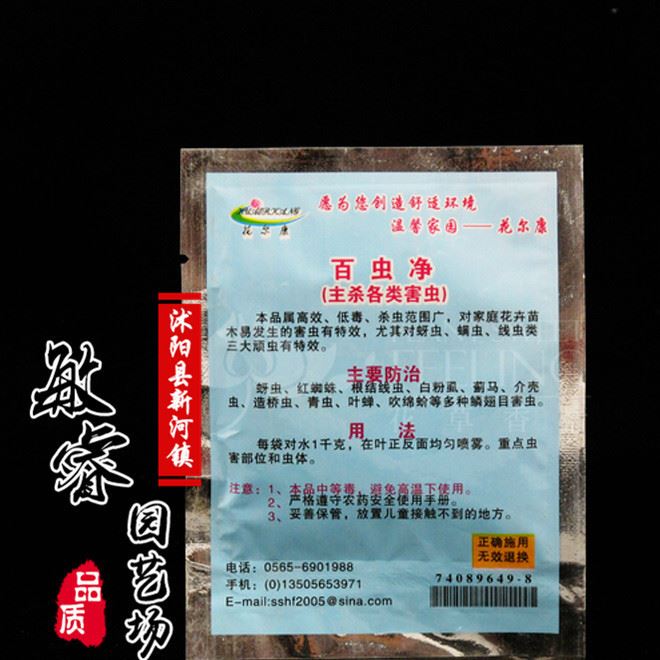 花尔康
愿为您创造舒适环境
温馨家园——花尔康
百虫净
(主杀各类害虫)
本品属高效、低毒、杀虫范围广，对家庭花卉苗
木易发生的害虫有特效，尤其对蚜虫、螨虫、线虫类
三大顽虫有特效。
主要防治
蚜虫、红蜘蛛、根结线虫、白粉虱、蓟马、介壳
虫、造桥虫、青虫、叶蝉、吹绵蚧等多种鳞翅目害虫。
用 法
每袋对水1千克，在叶正反面均匀喷雾。重点虫
害部位和虫体。
注意：1、本品中等毒，避免高温下使用。
2、严格遵守农药安全使用手册。
3、妥善保管，放置儿童接触不到的地方。
正确施用
无效退换
电话：0565-6901988
手机：(0)13505653971
E-mail:sshf2005@sina.com
74089649-8
沭阳县新河镇
敏睿
园艺场
品质